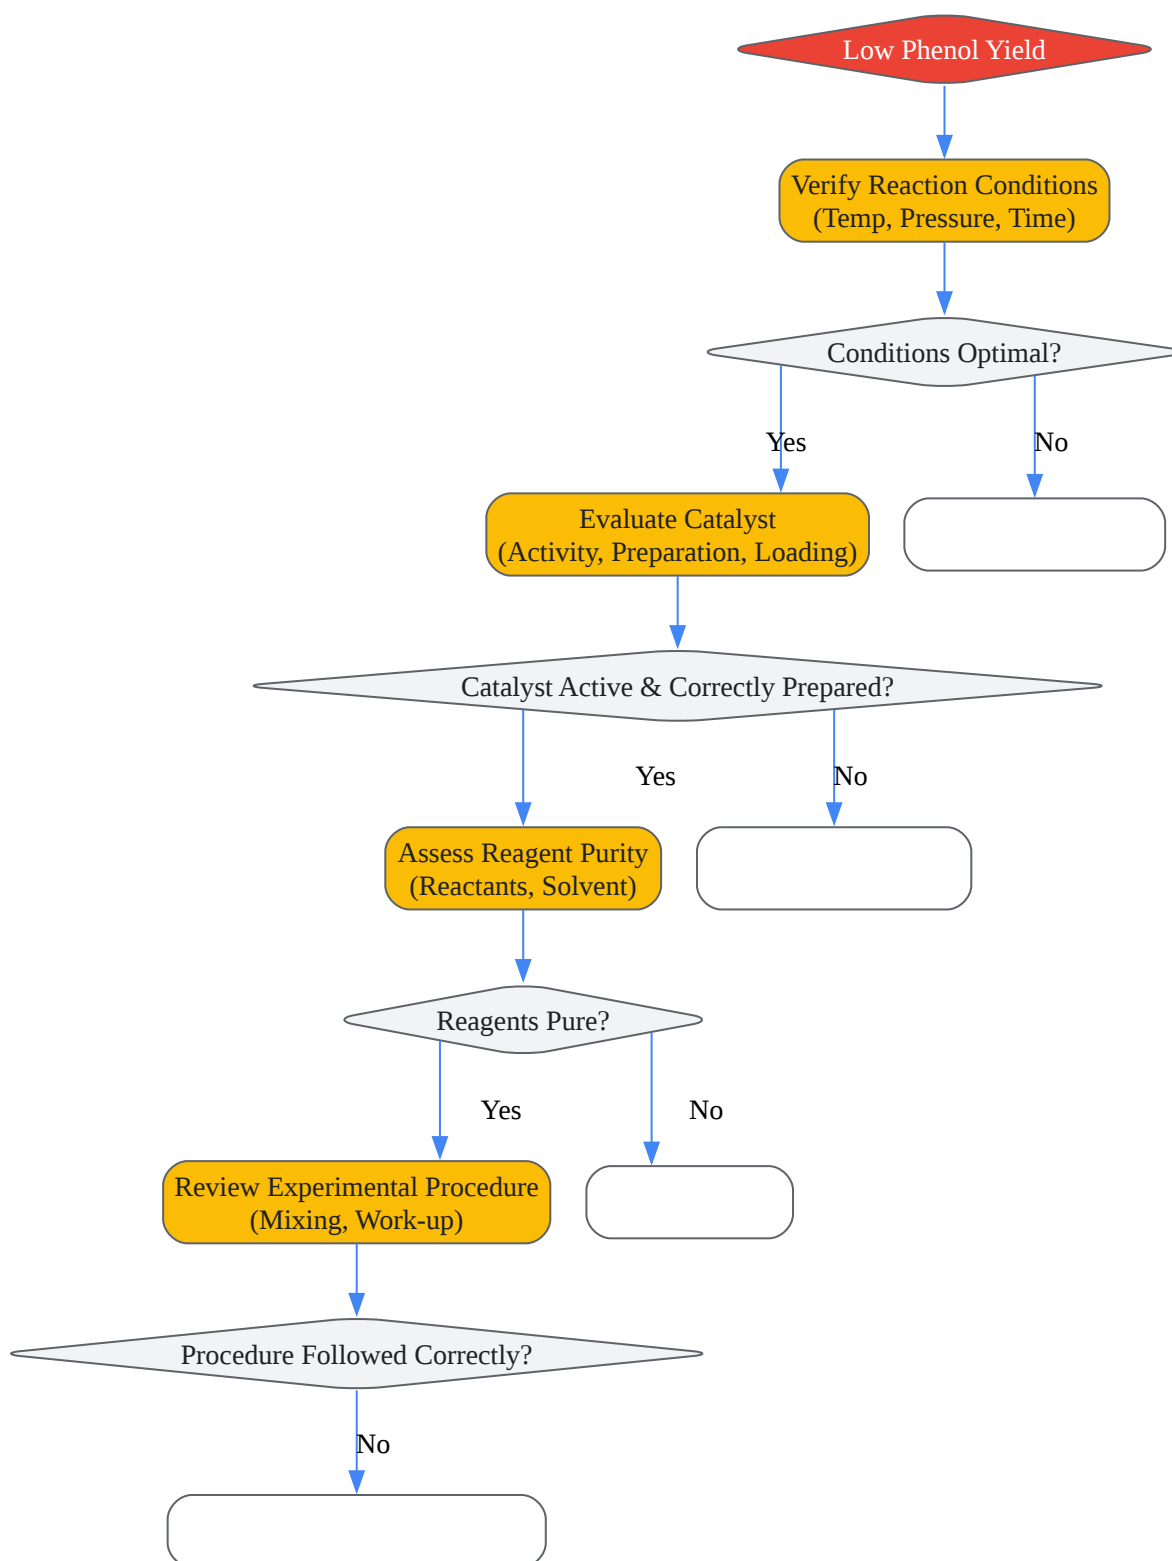 Low Phenol Yield
Verify Reaction Conditions
(Temp, Pressure, Time)
Conditions Optimal?
Yes
No
Evaluate Catalyst
(Activity, Preparation, Loading)
Catalyst Active & Correctly Prepared?
Yes
No
Assess Reagent Purity
(Reactants, Solvent)
Reagents Pure?
Yes
No
Review Experimental Procedure
(Mixing, Work-up)
Procedure Followed Correctly?
No